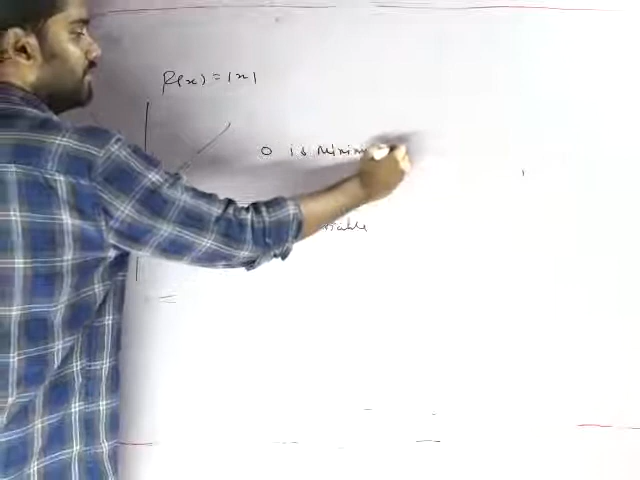 f(x) = |x|
0 is minim